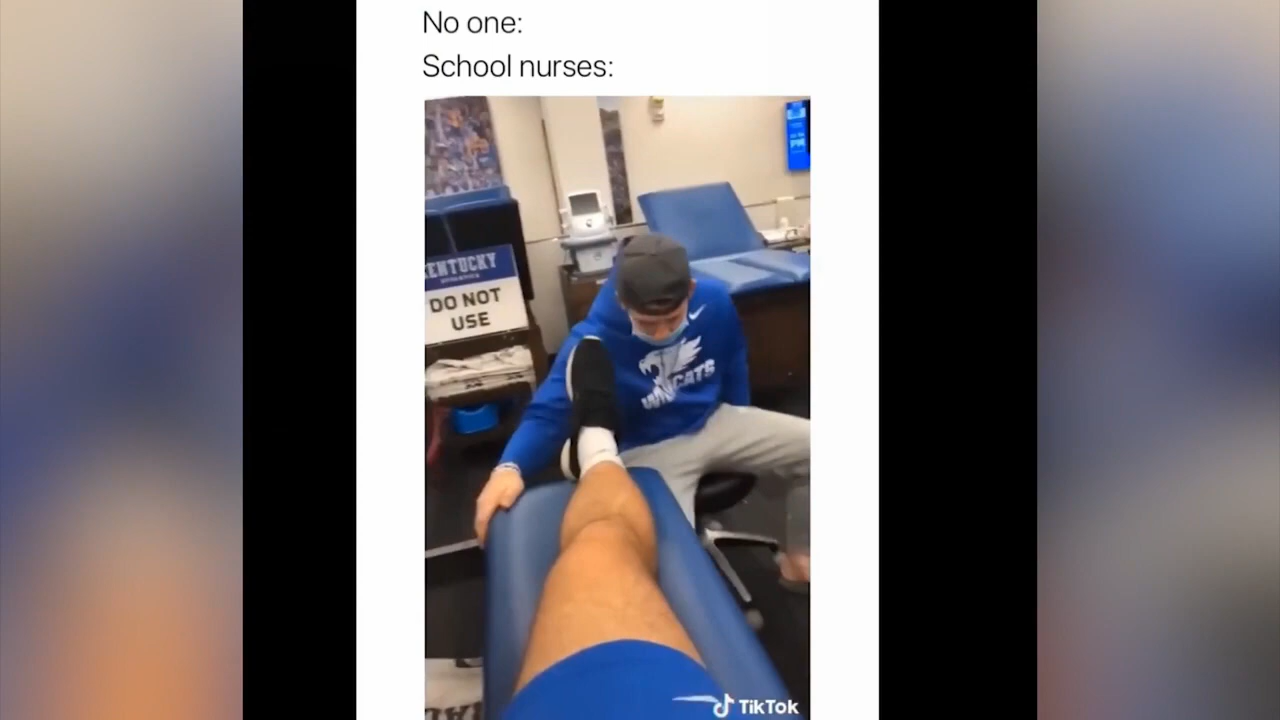 No one:
School nurses:
KENTUCKY
DO NOT
USE
WILDCATS
TikTok